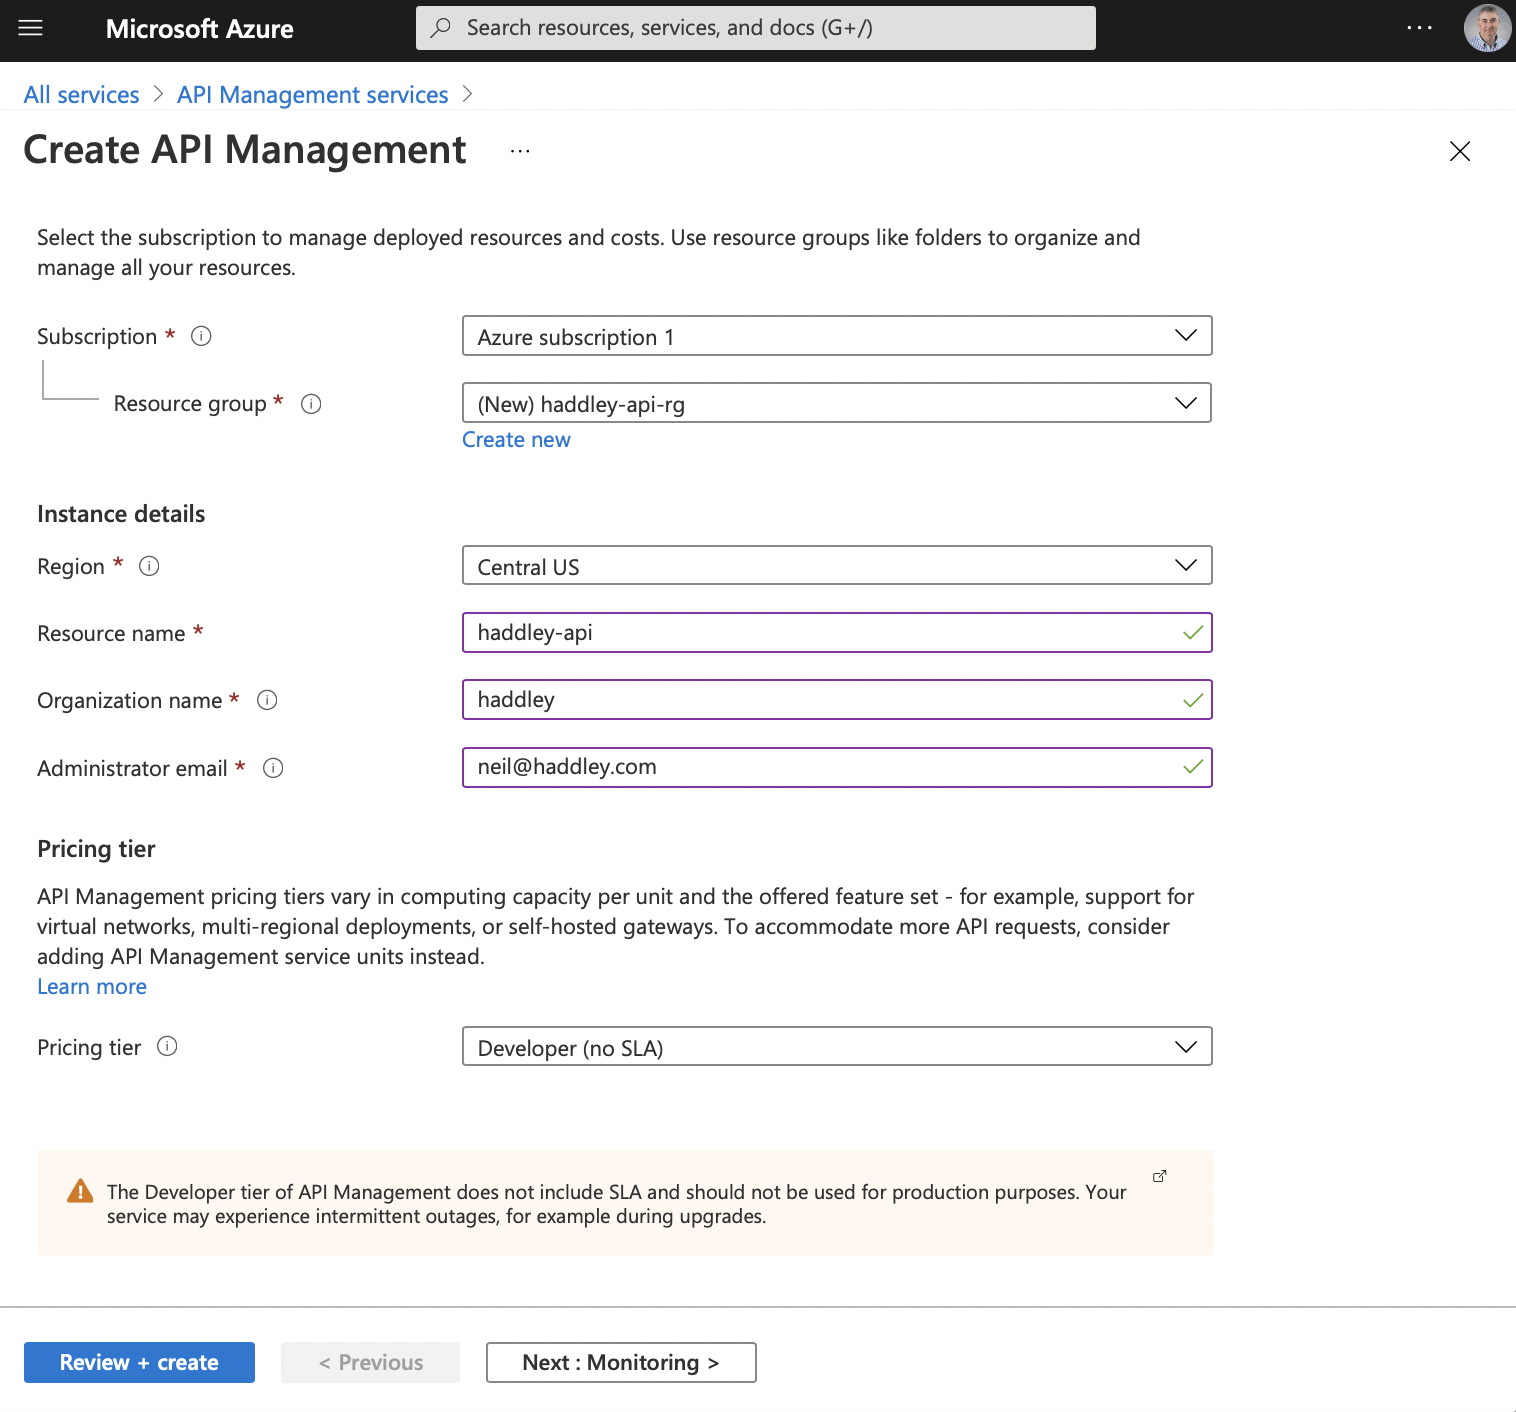 Microsoft Azure
Search resources, services, and docs (G+/)
All services > API Management services >
Create API Management ...
Select the subscription to manage deployed resources and costs. Use resource groups like folders to organize and
manage all your resources.
Subscription *
Azure subscription 1
Resource group *
(New) haddley-api-rg
Create new
Instance details
Region *
Central US
Resource name *
haddley-api
Organization name *
haddley
Administrator email *
neil@haddley.com
Pricing tier
API Management pricing tiers vary in computing capacity per unit and the offered feature set - for example, support for
virtual networks, multi-regional deployments, or self-hosted gateways. To accommodate more API requests, consider
adding API Management service units instead.
Learn more
Pricing tier
Developer (no SLA)
The Developer tier of API Management does not include SLA and should not be used for production purposes. Your
service may experience intermittent outages, for example during upgrades.
Review + create
< Previous
Next : Monitoring >